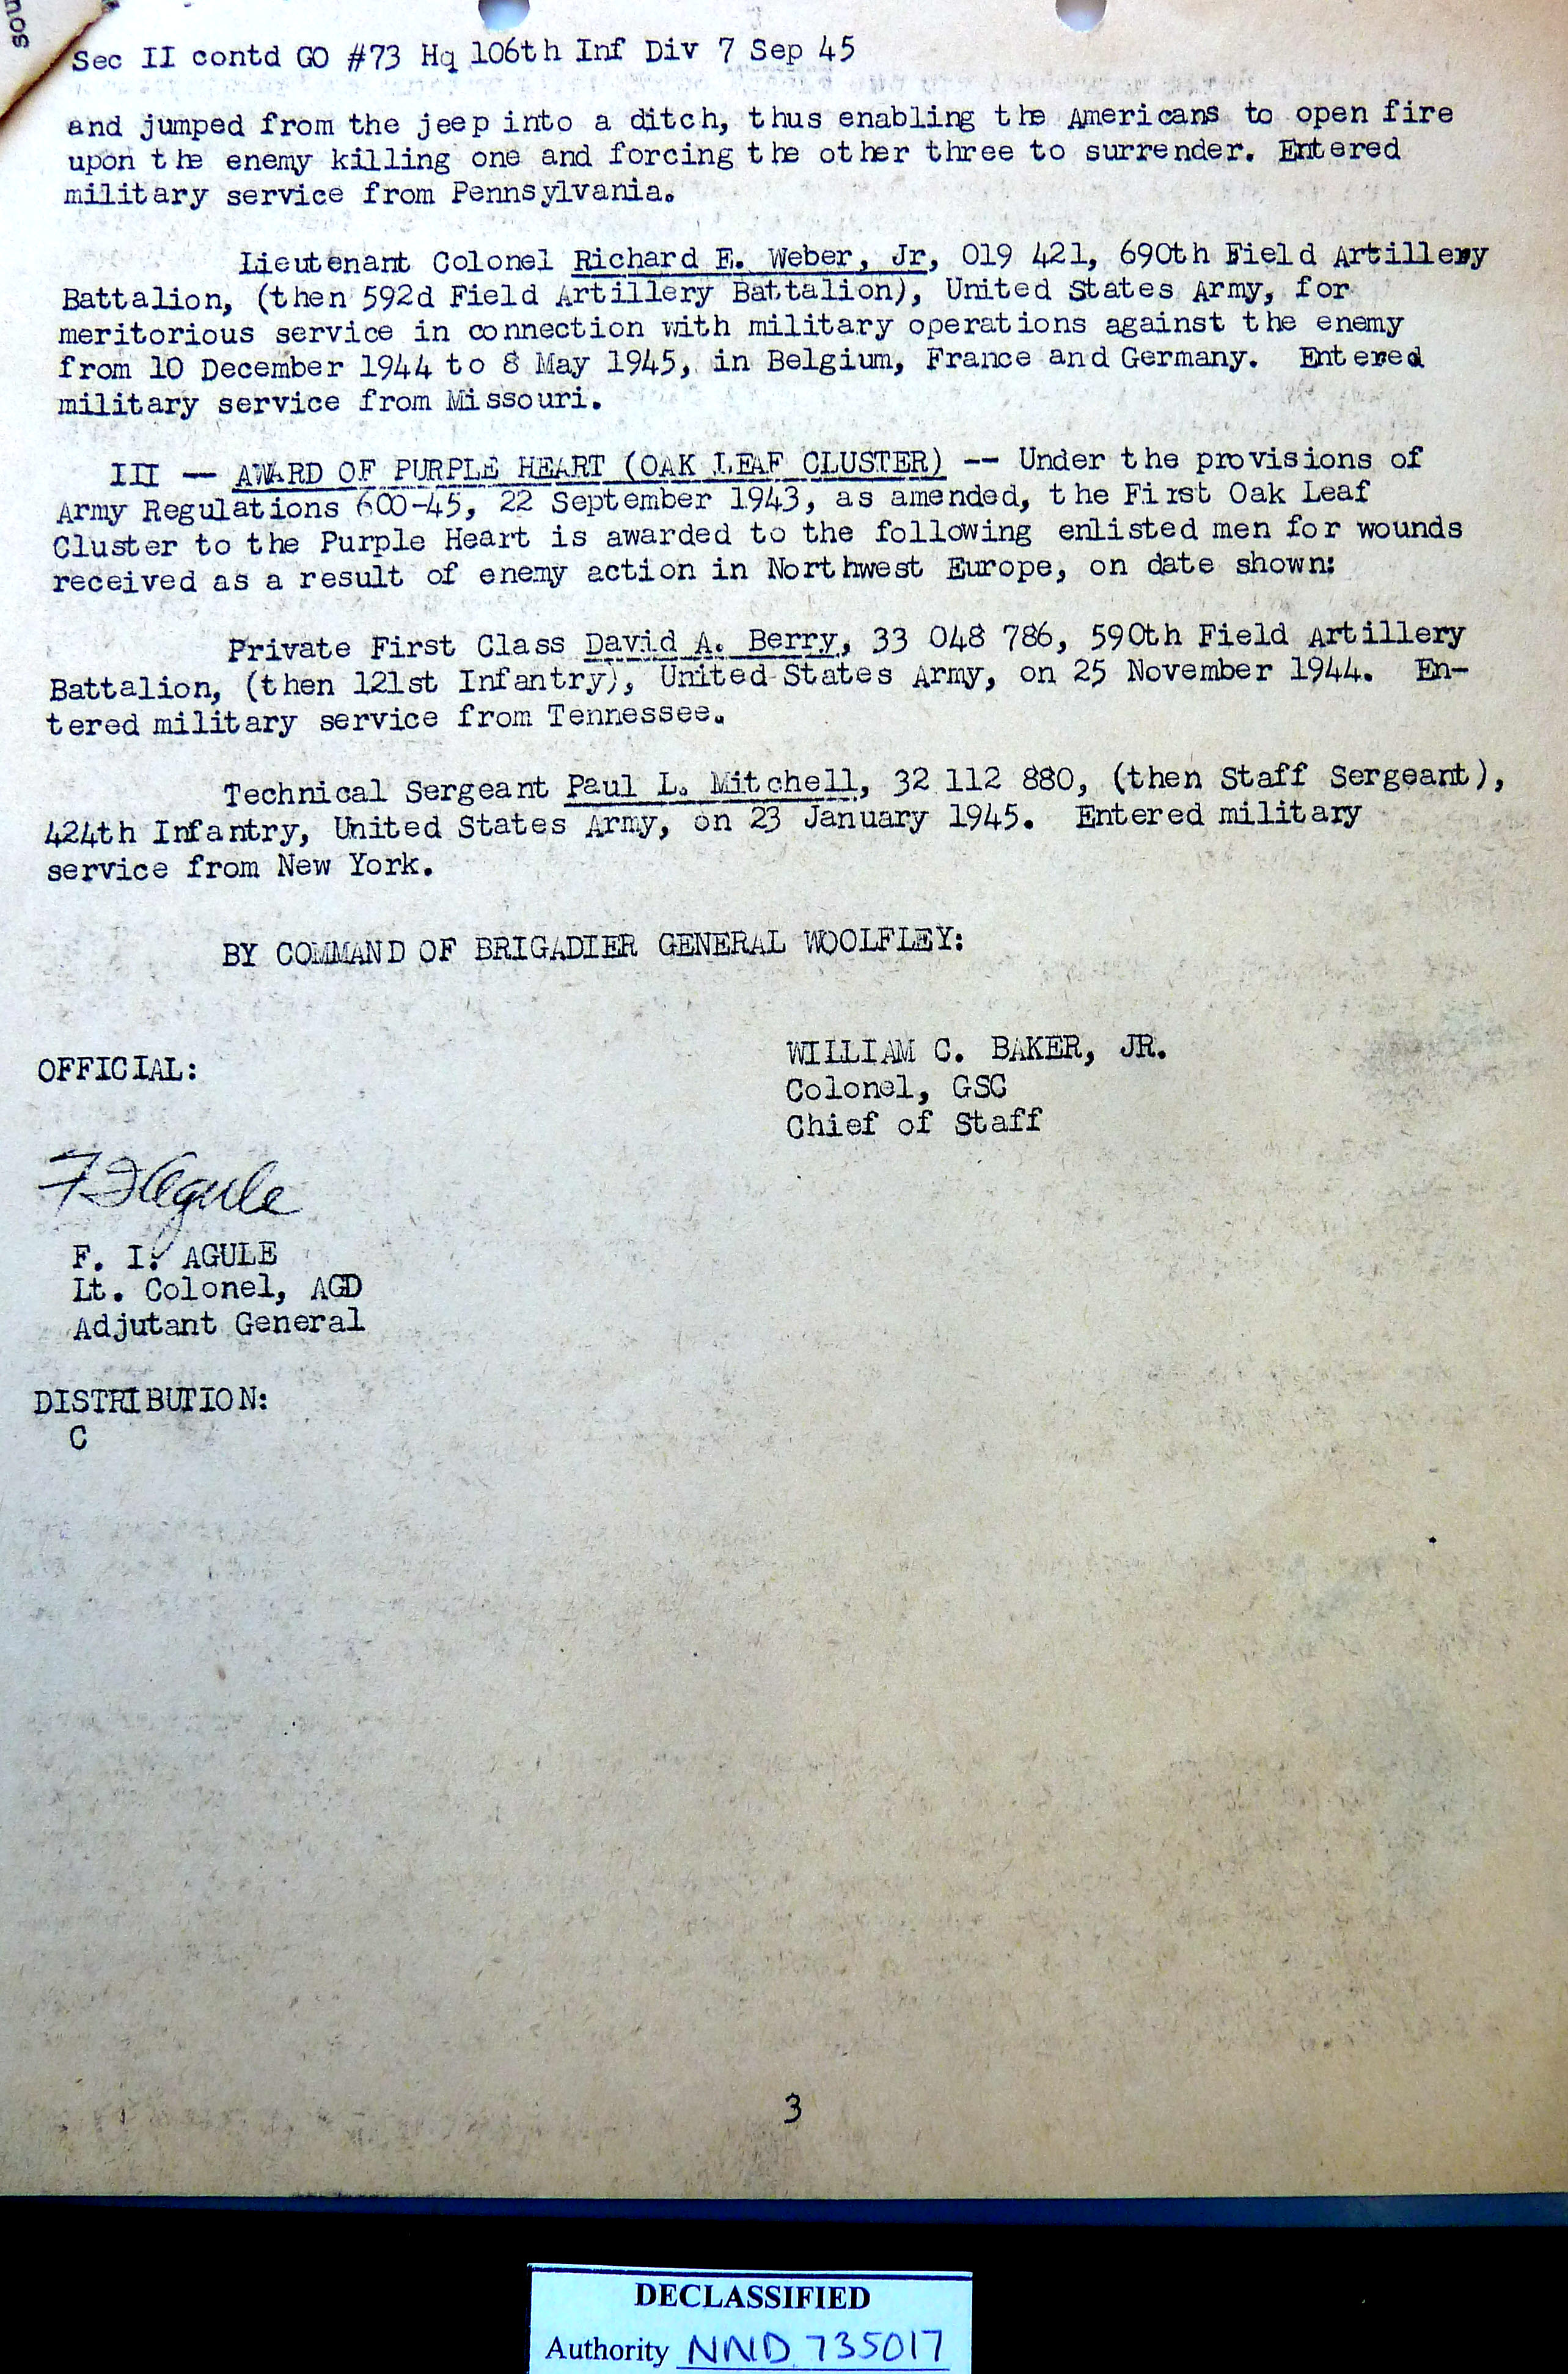 sou
Sec II contd GO #73 Hq 106th Inf Div 7 Sep 45
and jumped from the jeep into a ditch, thus enabling the Americans to open fire
upon the enemy killing one and forcing the other three to surrender. Entered
military service from Pennsylvania.
Lieutenant Colonel Richard E. Weber, Jr, 019 421, 690th Field Artillery
Battalion, (then 592d Field Artillery Battalion), United States Army, for
meritorious service in connection with military operations against the enemy
from 10 December 1944 to 8 May 1945, in Belgium, France and Germany. Entered
military service from Missouri.
III — AWARD OF PURPLE HEART (OAK LEAF CLUSTER) -- Under the provisions of
Army Regulations 600-45, 22 September 1943, as amended, the First Oak Leaf
Cluster to the Purple Heart is awarded to the following enlisted men for wounds
received as a result of enemy action in Northwest Europe, on date shown:
Private First Class David A. Berry, 33 048 786, 590th Field Artillery
Battalion, (then 121st Infantry), United States Army, on 25 November 1944. En-
tered military service from Tennessee.
Technical Sergeant Paul L. Mitchell, 32 112 880, (then Staff Sergeant),
424th Infantry, United States Army, on 23 January 1945. Entered military
service from New York.
BY COMMAND OF BRIGADIER GENERAL WOOLFLEY:
WILLIAM C. BAKER, JR.
Colonel, GSC
Chief of Staff
OFFICIAL:
F I Agule
F. I. AGULE
Lt. Colonel, AGD
Adjutant General
DISTRIBUTION:
C
3
DECLASSIFIED
Authority NND 735017